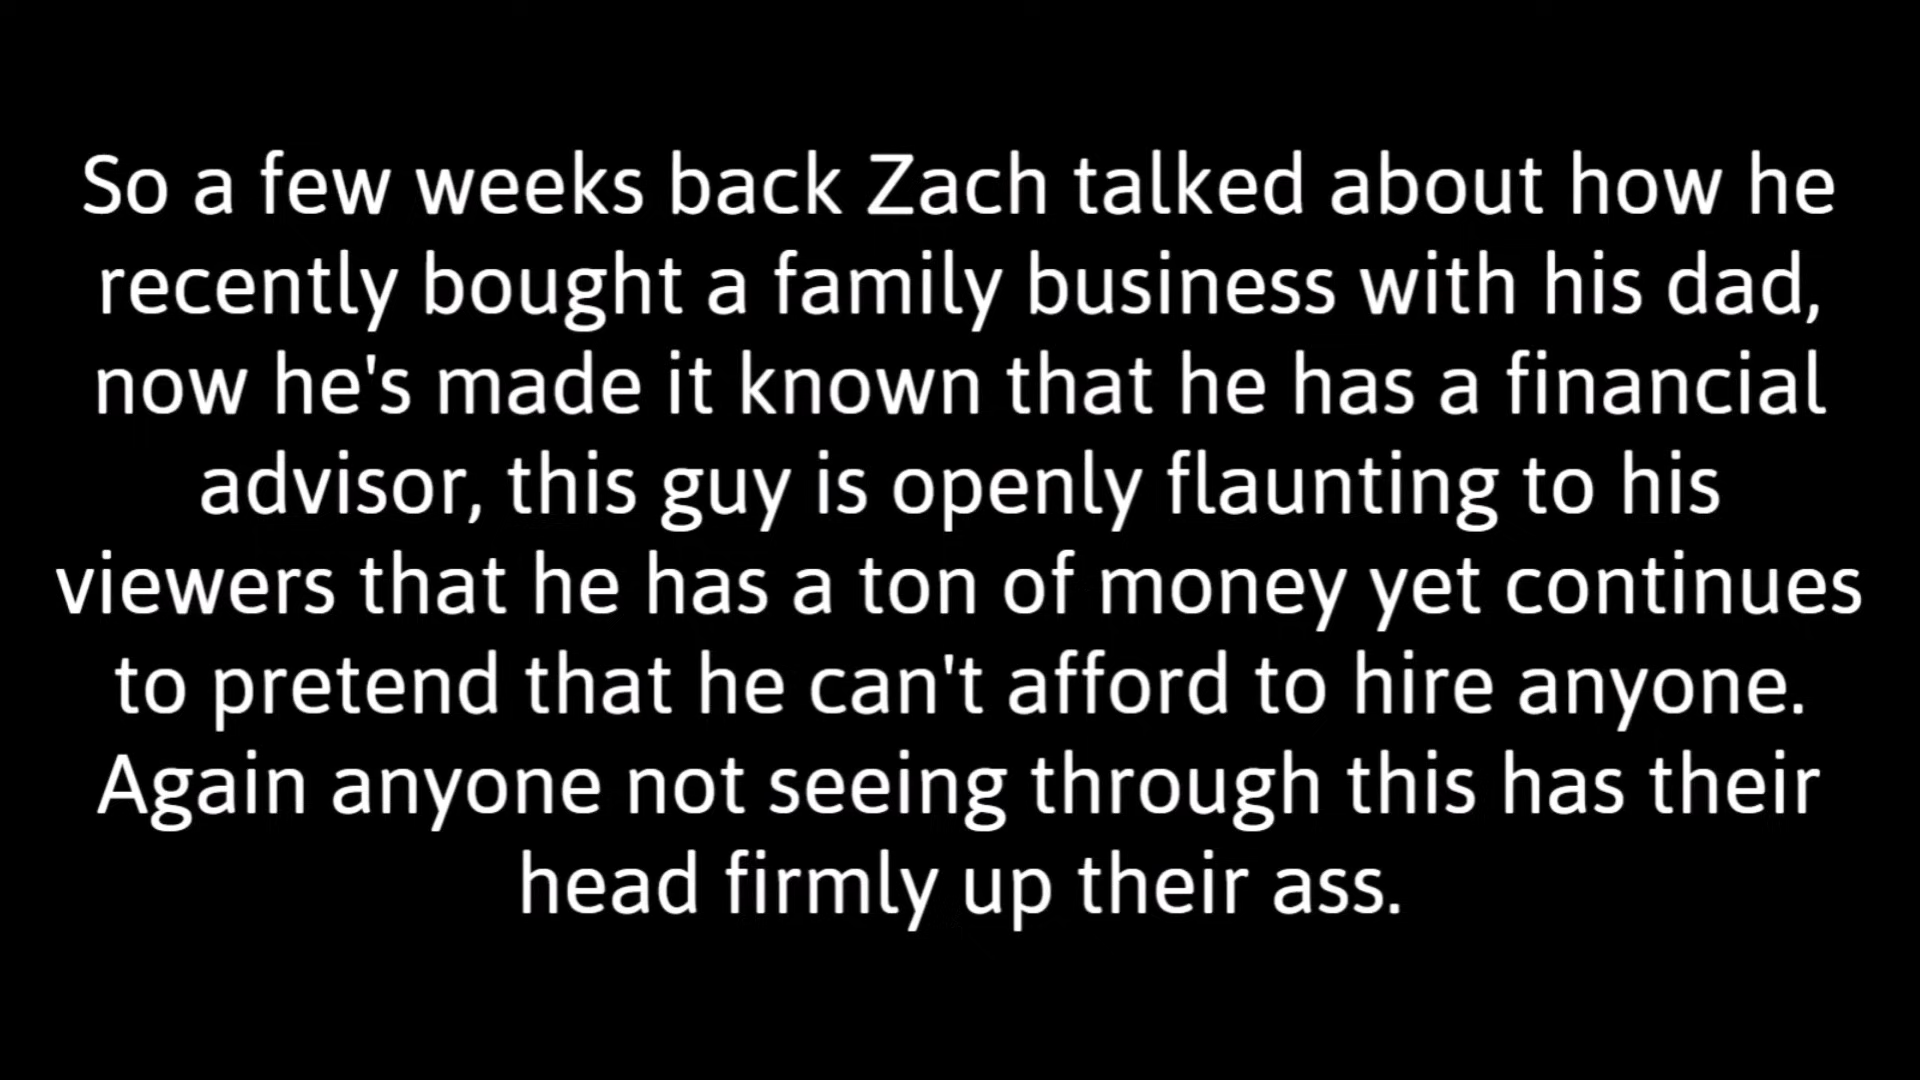 So a few weeks back Zach talked about how he
recently bought a family business with his dad,
now he's made it known that he has a financial
advisor, this guy is openly flaunting to his
viewers that he has a ton of money yet continues
to pretend that he can't afford to hire anyone.
Again anyone not seeing through this has their
head firmly up their ass.